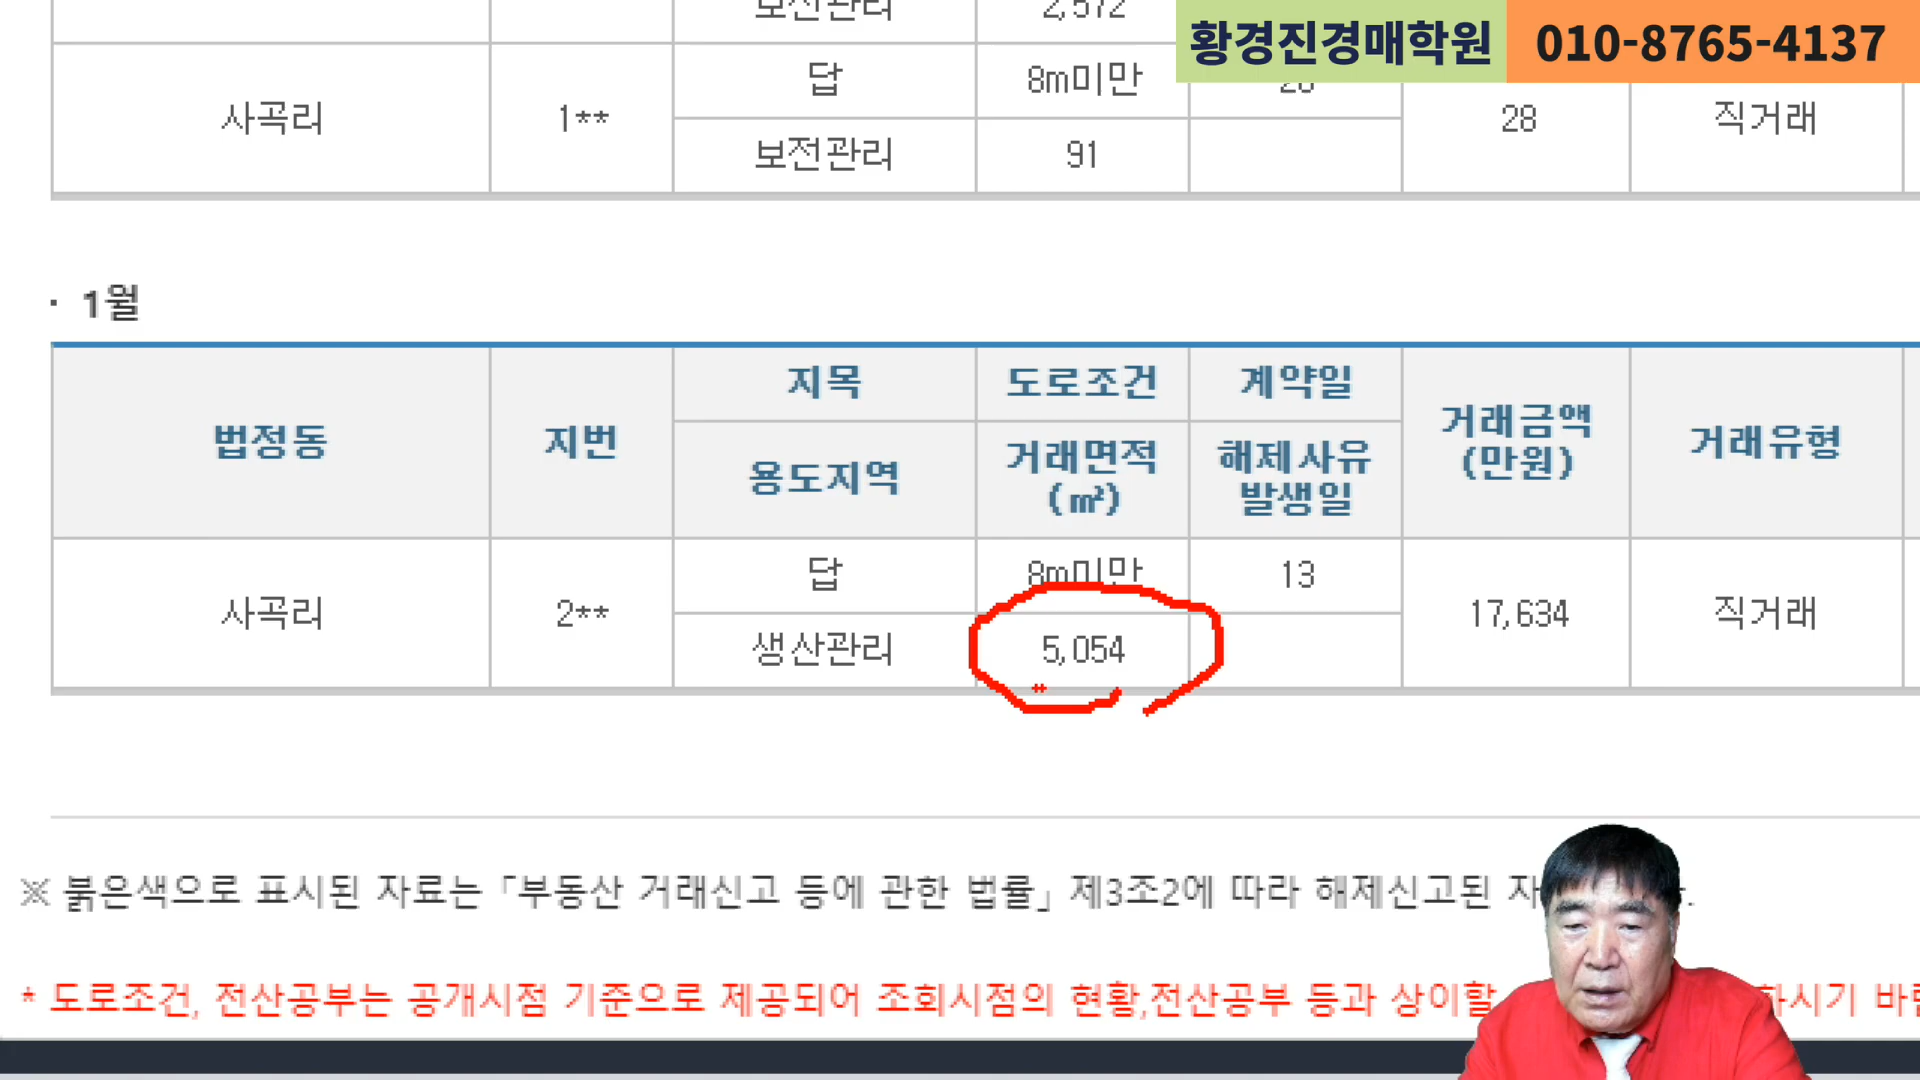 보전관리 2,572
황경진경매학원 010-8765-4137
사곡리 1** 답 8m미만 28 직거래
보전관리 91
· 1월
법정동 지번 지목 도로조건 계약일 거래금액 (만원) 거래유형
용도지역 거래면적 (㎡) 해제사유 발생일
사곡리 2** 답 8m미만 13 17,634 직거래
생산관리 5,054
※ 붉은색으로 표시된 자료는 「부동산 거래신고 등에 관한 법률」 제3조2에 따라 해제신고된
* 도로조건, 전산공부는 공개시점 기준으로 제공되어 조회시점의 현황,전산공부 등과 상이할 하시기